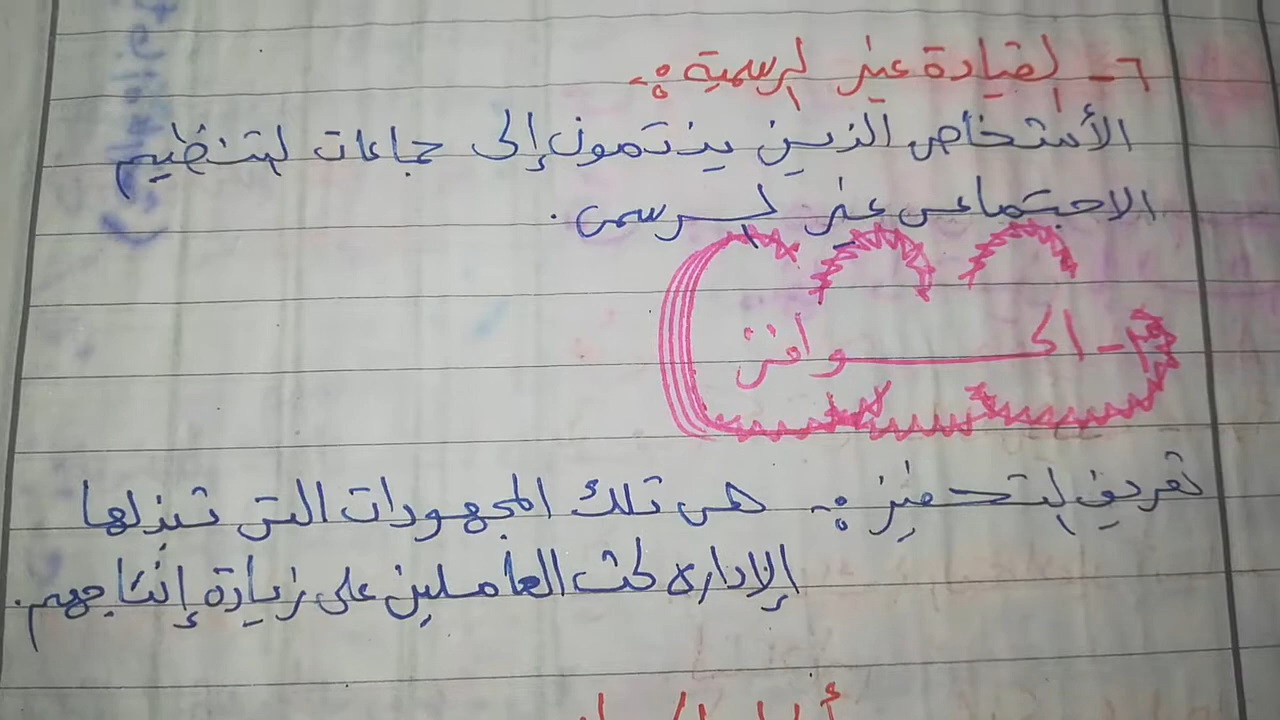 ٦- القيادة غير الرسمية :-
الأشخاص الذين ينتمون إلى جماعات التنظيم
الاجتماعي غير الرسمي .
٣- الحوافز
تعريف التحفيز :- هي تلك المجهودات التي تبذلها
الإدارة لحث العاملين على زيادة إنتاجهم.